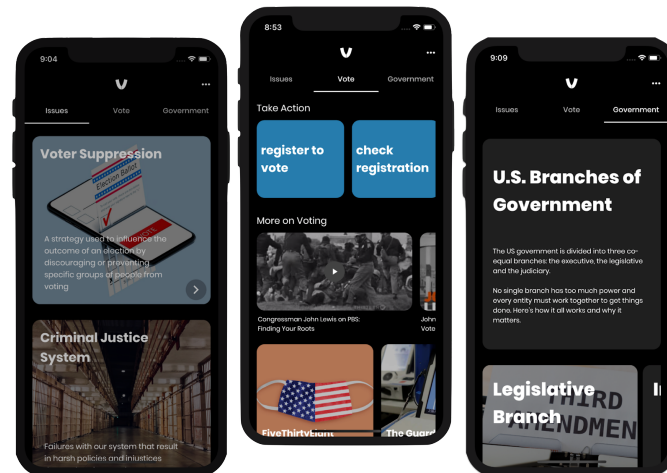 9:04
Issues
Vote
Government
Voter Suppression
Election Ballot
VOTE
A strategy used to influence the
outcome of an election by
discouraging or preventing
specific groups of people from
voting
Criminal Justice
System
Failures with our system that result
in harsh policies and injustices
8:53
Issues
Vote
Government
Take Action
register to
vote
check
registration
More on Voting
Congressman John Lewis on PBS:
Finding Your Roots
John
Vote
FiveThirtyEight
The Guard
9:09
Issues
Vote
Government
U.S. Branches of
Government
The US government is divided into three co-
equal branches: the executive, the legislative
and the judiciary.
No single branch has too much power and
every entity must work together to get things
done. Here's how it all works and why it
matters.
Legislative
Branch
THIRD
AMENDMEN